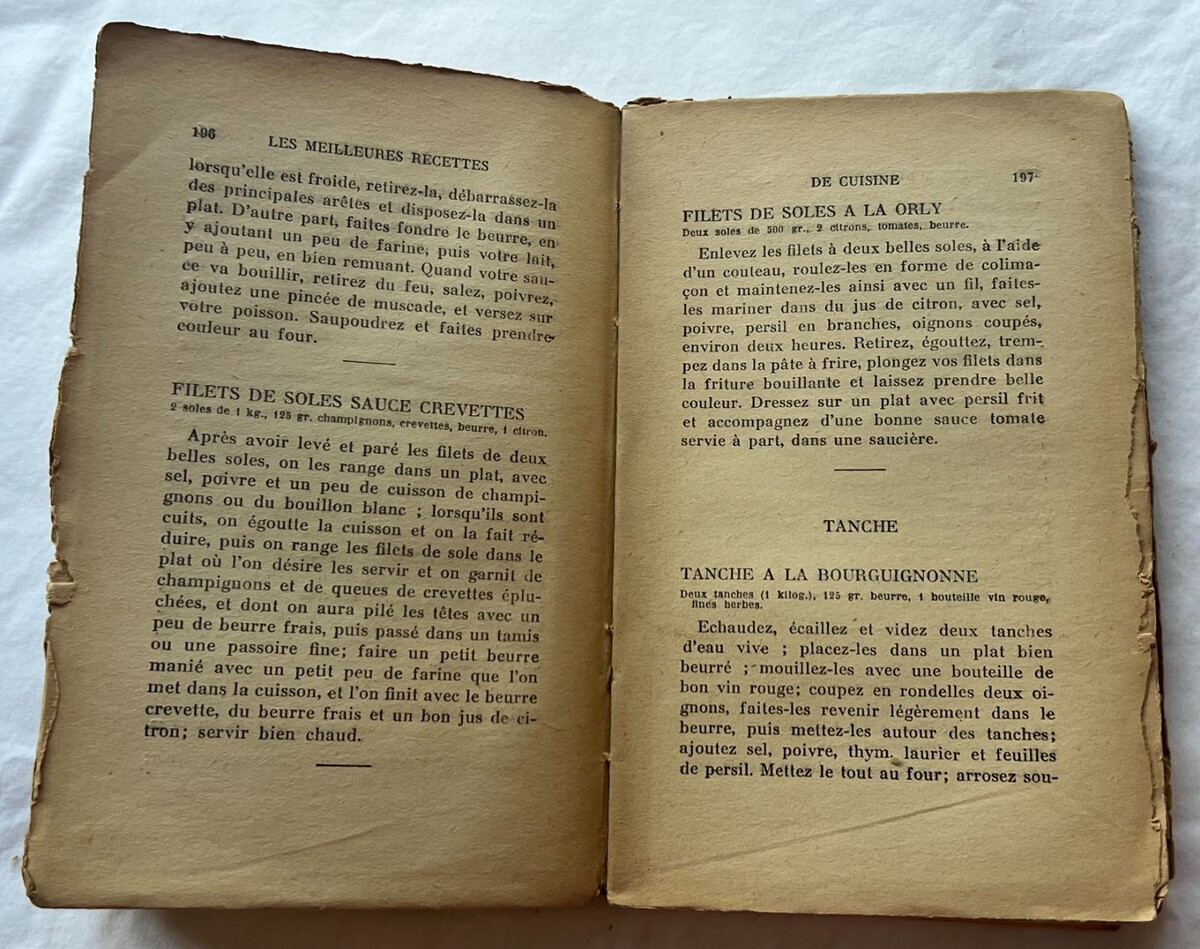 196 LES MEILLEURES RECETTES
lorsqu'elle est froide, retirez-la, débarrassez-la
des principales arêtes et disposez-la dans un
plat. D'autre part, faites fondre le beurre, en
y ajoutant un peu de farine, puis votre lait,
peu à peu, en bien remuant. Quand votre sau-
ce va bouillir, retirez du feu, salez, poivrez,
ajoutez une pincée de muscade, et versez sur
votre poisson. Saupoudrez et faites prendre
couleur au four.
FILETS DE SOLES SAUCE CREVETTES
2 soles de 1 kg., 125 gr. champignons, crevettes, beurre, 1 citron.
Après avoir levé et paré les filets de deux
belles soles, on les range dans un plat, avec
sel, poivre et un peu de cuisson de champi-
gnons ou du bouillon blanc ; lorsqu'ils sont
cuits, on égoutte la cuisson et on la fait ré-
duire, puis on range les filets de sole dans le
plat où l'on désire les servir et on garnit de
champignons et de queues de crevettes éplu-
chées, et dont on aura pilé les têtes avec un
peu de beurre frais, puis passé dans un tamis
ou une passoire fine; faire un petit beurre
manié avec un petit peu de farine que l'on
met dans la cuisson, et l'on finit avec le beurre
crevette, du beurre frais et un bon jus de ci-
tron; servir bien chaud.
DE CUISINE 197
FILETS DE SOLES A LA ORLY
Deux soles de 500 gr., 2 citrons, tomates, beurre.
Enlevez les filets à deux belles soles, à l'aide
d'un couteau, roulez-les en forme de colima-
çon et maintenez-les ainsi avec un fil, faites-
les mariner dans du jus de citron, avec sel,
poivre, persil en branches, oignons coupés,
environ deux heures. Retirez, égouttez, trem-
pez dans la pâte à frire, plongez vos filets dans
la friture bouillante et laissez prendre belle
couleur. Dressez sur un plat avec persil frit
et accompagnez d'une bonne sauce tomate
servie à part, dans une saucière.
TANCHE
TANCHE A LA BOURGUIGNONNE
Deux tanches (1 kilog.), 125 gr. beurre, 1 bouteille vin rouge,
fines herbes.
Echaudez, écaillez et videz deux tanches
d'eau vive ; placez-les dans un plat bien
beurré ; mouillez-les avec une bouteille de
bon vin rouge; coupez en rondelles deux oi-
gnons, faites-les revenir légèrement dans le
beurre, puis mettez-les autour des tanches;
ajoutez sel, poivre, thym. laurier et feuilles
de persil. Mettez le tout au four; arrosez sou-